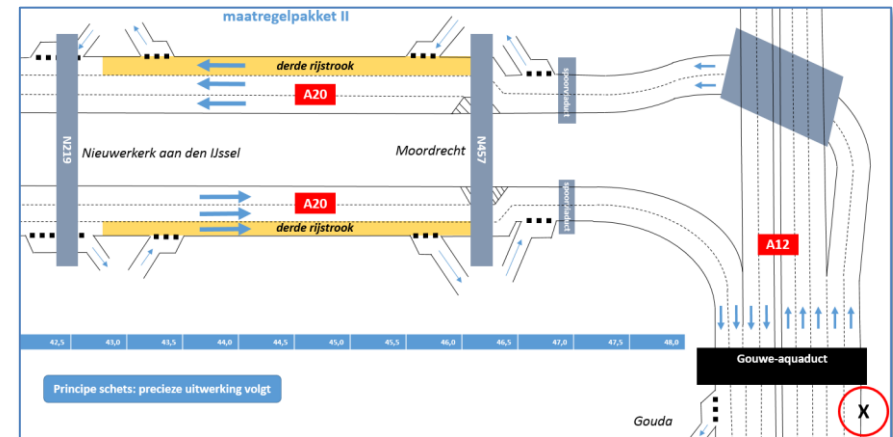 maatregelpakket II
derde rijstrook
A20
spoorviaduct
N219
Nieuwerkerk aan den IJssel
Moordrecht
N457
A20
derde rijstrook
spoorviaduct
A12
42,5 43,0 43,5 44,0 44,5 45,0 45,5 46,0 46,5 47,0 47,5 48,0
Gouwe-aquaduct
Principe schets: precieze uitwerking volgt
Gouda
X